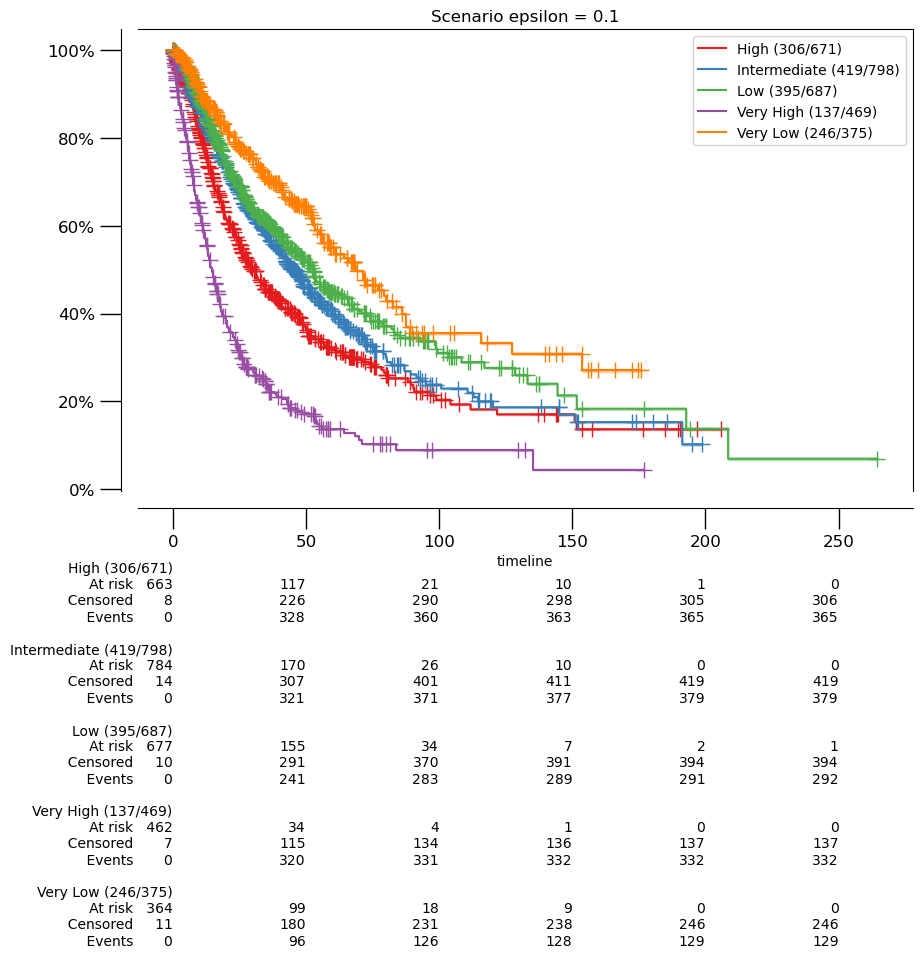 Scenario epsilon = 0.1
High (306/671)
Intermediate (419/798)
Low (395/687)
Very High (137/469)
Very Low (246/375)
100%
80%
60%
40%
20%
0%
0 50 100 150 200 250
timeline
High (306/671)
At risk 663 117 21 10 1 0
Censored 8 226 290 298 305 306
Events 0 328 360 363 365 365
Intermediate (419/798)
At risk 784 170 26 10 0 0
Censored 14 307 401 411 419 419
Events 0 321 371 377 379 379
Low (395/687)
At risk 677 155 34 7 2 1
Censored 10 291 370 391 394 394
Events 0 241 283 289 291 292
Very High (137/469)
At risk 462 34 4 1 0 0
Censored 7 115 134 136 137 137
Events 0 320 331 332 332 332
Very Low (246/375)
At risk 364 99 18 9 0 0
Censored 11 180 231 238 246 246
Events 0 96 126 128 129 129